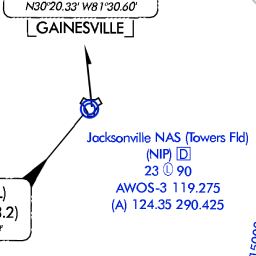 N30°20.33' W81°30.60'
GAINESVILLE
Jacksonville NAS (Towers Fld)
(NIP) D
23 Ⓛ 90
AWOS-3 119.275
(A) 124.35 290.425